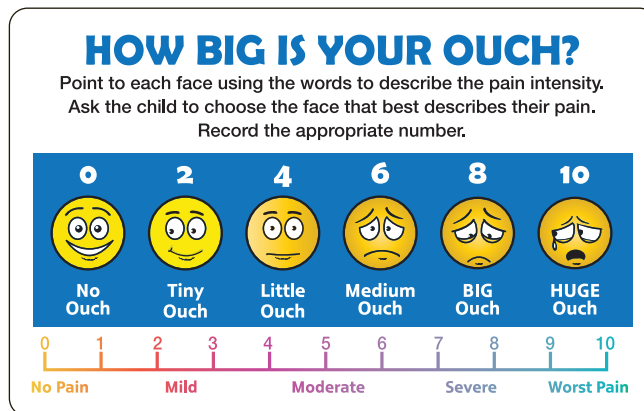 HOW BIG IS YOUR OUCH?
Point to each face using the words to describe the pain intensity.
Ask the child to choose the face that best describes their pain.
Record the appropriate number.
0 2 4 6 8 10
No Tiny Little Medium BIG HUGE
Ouch Ouch Ouch Ouch Ouch Ouch
0 1 2 3 4 5 6 7 8 9 10
No Pain Mild Moderate Severe Worst Pain